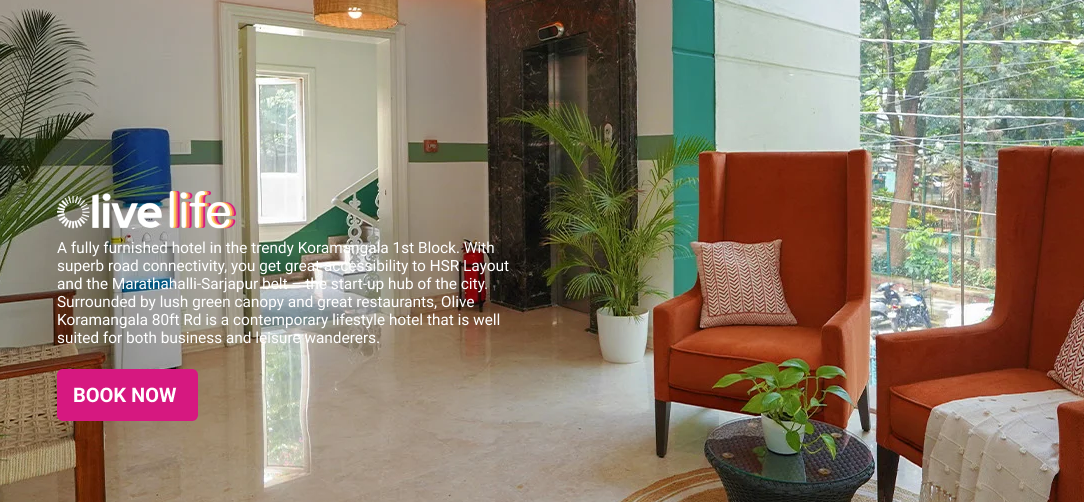 Olive life
A fully furnished hotel in the trendy Koramangala 1st Block. With
superb road connectivity, you get great accessibility to HSR Layout
and the Marathahalli-Sarjapur belt – the start-up hub of the city.
Surrounded by lush green canopy and great restaurants, Olive
Koramangala 80ft Rd is a contemporary lifestyle hotel that is well
suited for both business and leisure wanderers.
BOOK NOW